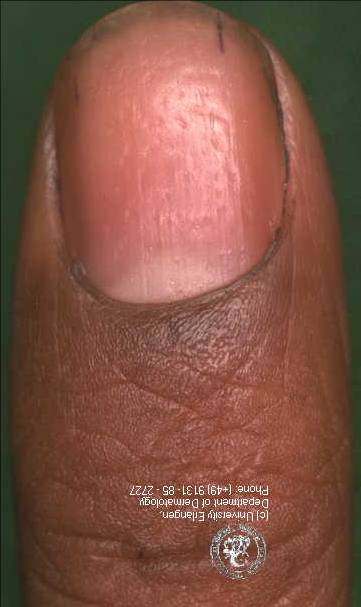 (c) University Erlangen,
Department of Dermatology
Phone: (+49) 9131 - 85 - 2727